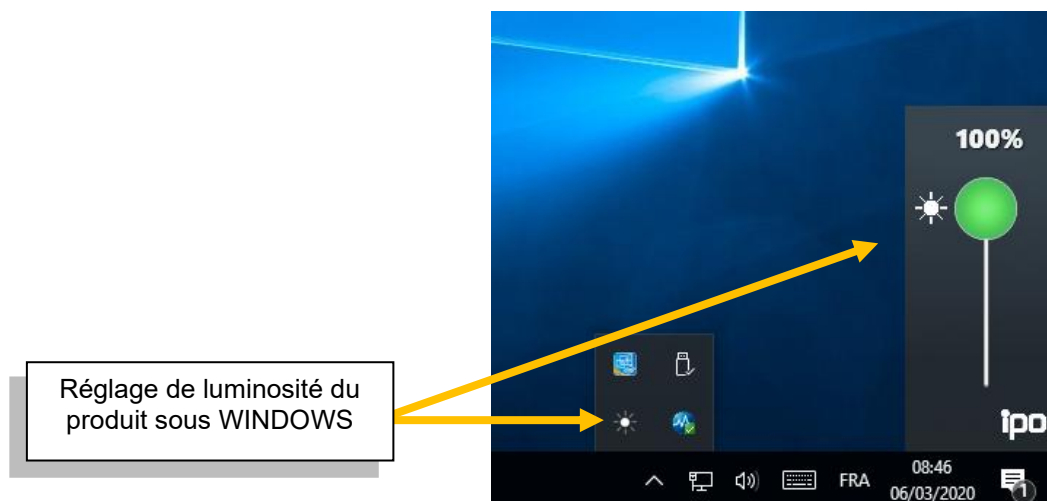 100%
Réglage de luminosité du
produit sous WINDOWS
ipo
FRA
08:46
06/03/2020
1